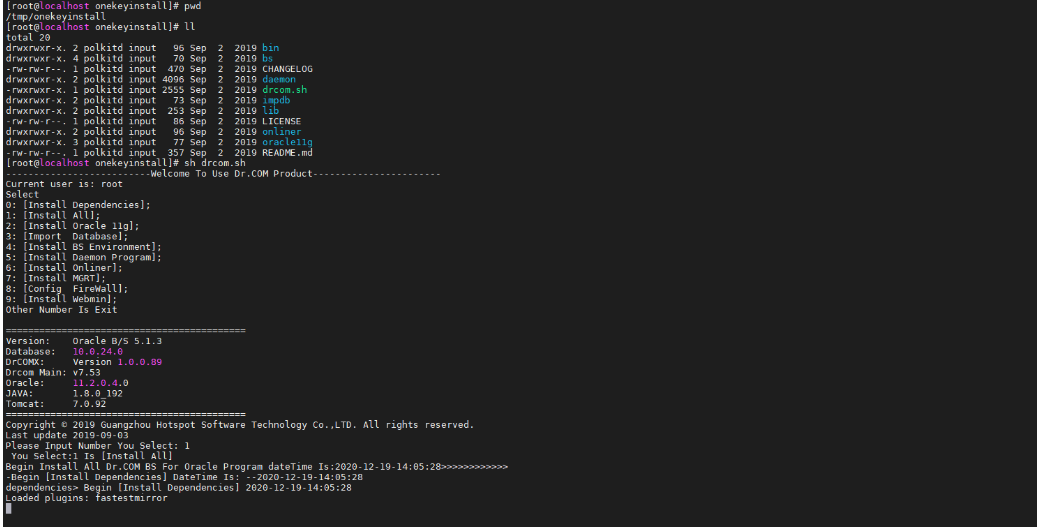 [root@localhost onekeyinstall]# pwd
/tmp/onekeyinstall
[root@localhost onekeyinstall]# ll
total 20
drwxrwxr-x. 2 polkitd input   96 Sep  2  2019 bin
drwxrwxr-x. 4 polkitd input   70 Sep  2  2019 bs
-rw-rw-r--. 1 polkitd input  470 Sep  2  2019 CHANGELOG
drwxrwxr-x. 2 polkitd input 4096 Sep  2  2019 daemon
-rwxrwxr-x. 1 polkitd input 2555 Sep  2  2019 drcom.sh
drwxrwxr-x. 2 polkitd input   73 Sep  2  2019 impdb
drwxrwxr-x. 2 polkitd input  253 Sep  2  2019 lib
-rw-rw-r--. 1 polkitd input   86 Sep  2  2019 LICENSE
drwxrwxr-x. 2 polkitd input   96 Sep  2  2019 onliner
drwxrwxr-x. 3 polkitd input   77 Sep  2  2019 oracle11g
-rw-rw-r--. 1 polkitd input  357 Sep  2  2019 README.md
[root@localhost onekeyinstall]# sh drcom.sh
--------------------------Welcome To Use Dr.COM Product-----------------------
Current user is: root
Select
0: [Install Dependencies];
1: [Install All];
2: [Install Oracle 11g];
3: [Import  Database];
4: [Install BS Environment];
5: [Install Daemon Program];
6: [Install Onliner];
7: [Install MGRT];
8: [Config  FireWall];
9: [Install Webmin];
Other Number Is Exit
===========================================
Version:    Oracle B/S 5.1.3
Database:   10.0.24.0
DrCOMX:     Version 1.0.0.89
Drcom Main: v7.53
Oracle:     11.2.0.4.0
JAVA:       1.8.0_192
Tomcat:     7.0.92
===========================================
Copyright © 2019 Guangzhou Hotspot Software Technology Co.,LTD. All rights reserved.
Last update 2019-09-03
Please Input Number You Select: 1
 You Select:1 Is [Install All]
Begin Install All Dr.COM BS For Oracle Program dateTime Is:2020-12-19-14:05:28>>>>>>>>>>>>
-Begin [Install Dependencies] DateTime Is: --2020-12-19-14:05:28
dependencies> Begin [Install Dependencies] 2020-12-19-14:05:28
Loaded plugins: fastestmirror